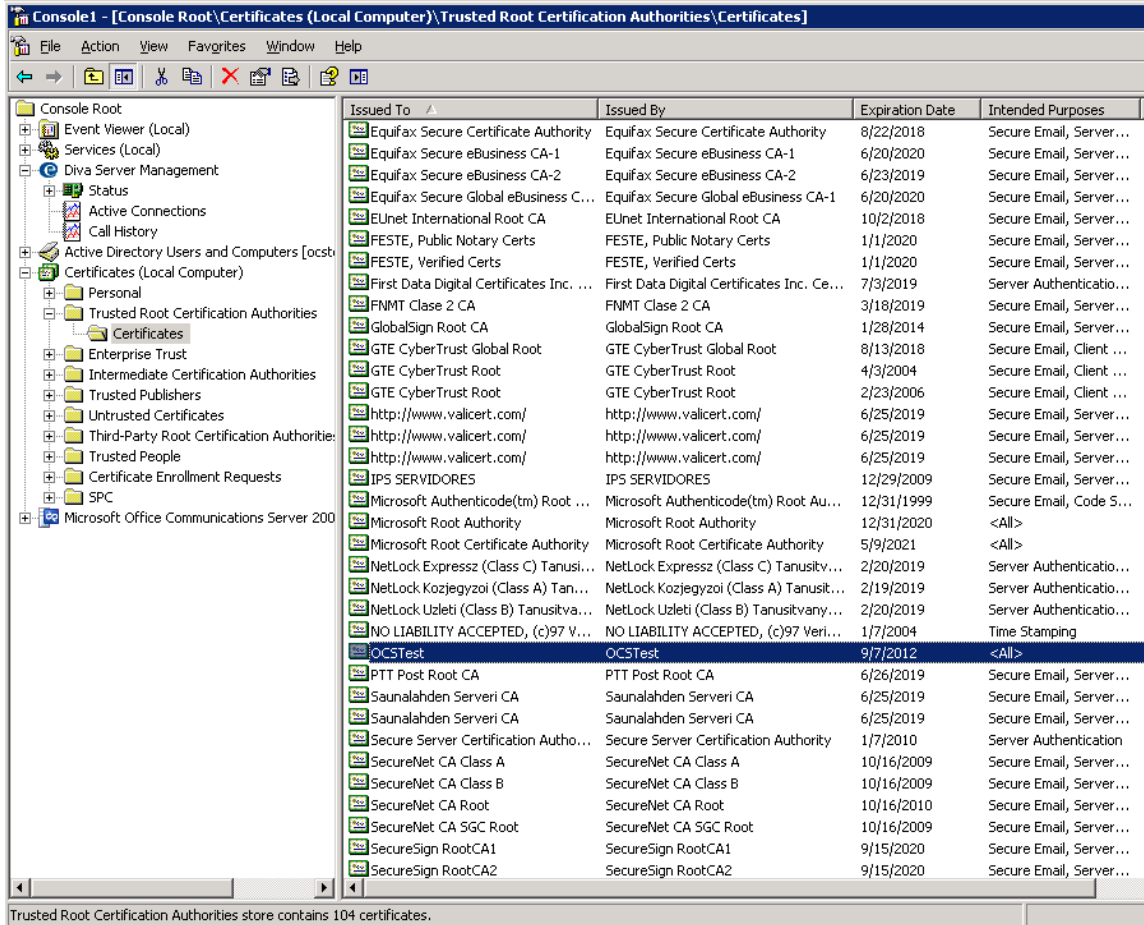 Console1 - [Console Root\Certificates (Local Computer)\Trusted Root Certification Authorities\Certificates]
File Action View Favorites Window Help
Console Root
Event Viewer (Local)
Services (Local)
Diva Server Management
Status
Active Connections
Call History
Active Directory Users and Computers [ocst
Certificates (Local Computer)
Personal
Trusted Root Certification Authorities
Certificates
Enterprise Trust
Intermediate Certification Authorities
Trusted Publishers
Untrusted Certificates
Third-Party Root Certification Authorities
Trusted People
Certificate Enrollment Requests
SPC
Microsoft Office Communications Server 200
Issued To Issued By Expiration Date Intended Purposes
Equifax Secure Certificate Authority Equifax Secure Certificate Authority 8/22/2018 Secure Email, Server...
Equifax Secure eBusiness CA-1 Equifax Secure eBusiness CA-1 6/20/2020 Secure Email, Server...
Equifax Secure eBusiness CA-2 Equifax Secure eBusiness CA-2 6/23/2019 Secure Email, Server...
Equifax Secure Global eBusiness C... Equifax Secure Global eBusiness CA-1 6/20/2020 Secure Email, Server...
EUnet International Root CA EUnet International Root CA 10/2/2018 Secure Email, Server...
FESTE, Public Notary Certs FESTE, Public Notary Certs 1/1/2020 Secure Email, Server...
FESTE, Verified Certs FESTE, Verified Certs 1/1/2020 Secure Email, Server...
First Data Digital Certificates Inc. ... First Data Digital Certificates Inc. Ce... 7/3/2019 Server Authenticatio...
FNMT Clase 2 CA FNMT Clase 2 CA 3/18/2019 Secure Email, Server...
GlobalSign Root CA GlobalSign Root CA 1/28/2014 Secure Email, Server...
GTE CyberTrust Global Root GTE CyberTrust Global Root 8/13/2018 Secure Email, Client ...
GTE CyberTrust Root GTE CyberTrust Root 4/3/2004 Secure Email, Client ...
GTE CyberTrust Root GTE CyberTrust Root 2/23/2006 Secure Email, Client ...
http://www.valicert.com/ http://www.valicert.com/ 6/25/2019 Secure Email, Server...
http://www.valicert.com/ http://www.valicert.com/ 6/25/2019 Secure Email, Server...
http://www.valicert.com/ http://www.valicert.com/ 6/25/2019 Secure Email, Server...
IPS SERVIDORES IPS SERVIDORES 12/29/2009 Secure Email, Server...
Microsoft Authenticode(tm) Root ... Microsoft Authenticode(tm) Root Au... 12/31/1999 Secure Email, Code S...
Microsoft Root Authority Microsoft Root Authority 12/31/2020 <All>
Microsoft Root Certificate Authority Microsoft Root Certificate Authority 5/9/2021 <All>
NetLock Expressz (Class C) Tanusi... NetLock Expressz (Class C) Tanusitv... 2/20/2019 Server Authenticatio...
NetLock Kozjegyzoi (Class A) Tan... NetLock Kozjegyzoi (Class A) Tanusit... 2/19/2019 Server Authenticatio...
NetLock Uzleti (Class B) Tanusitva... NetLock Uzleti (Class B) Tanusitvany... 2/20/2019 Server Authenticatio...
NO LIABILITY ACCEPTED, (c)97 V... NO LIABILITY ACCEPTED, (c)97 Veri... 1/7/2004 Time Stamping
OCSTest OCSTest 9/7/2012 <All>
PTT Post Root CA PTT Post Root CA 6/26/2019 Secure Email, Server...
Saunalahden Serveri CA Saunalahden Serveri CA 6/25/2019 Secure Email, Server...
Saunalahden Serveri CA Saunalahden Serveri CA 6/25/2019 Secure Email, Server...
Secure Server Certification Autho... Secure Server Certification Authority 1/7/2010 Server Authentication
SecureNet CA Class A SecureNet CA Class A 10/16/2009 Secure Email, Server...
SecureNet CA Class B SecureNet CA Class B 10/16/2009 Secure Email, Server...
SecureNet CA Root SecureNet CA Root 10/16/2010 Secure Email, Server...
SecureNet CA SGC Root SecureNet CA SGC Root 10/16/2009 Secure Email, Server...
SecureSign RootCA1 SecureSign RootCA1 9/15/2020 Secure Email, Server...
SecureSign RootCA2 SecureSign RootCA2 9/15/2020 Secure Email, Server...
Trusted Root Certification Authorities store contains 104 certificates.